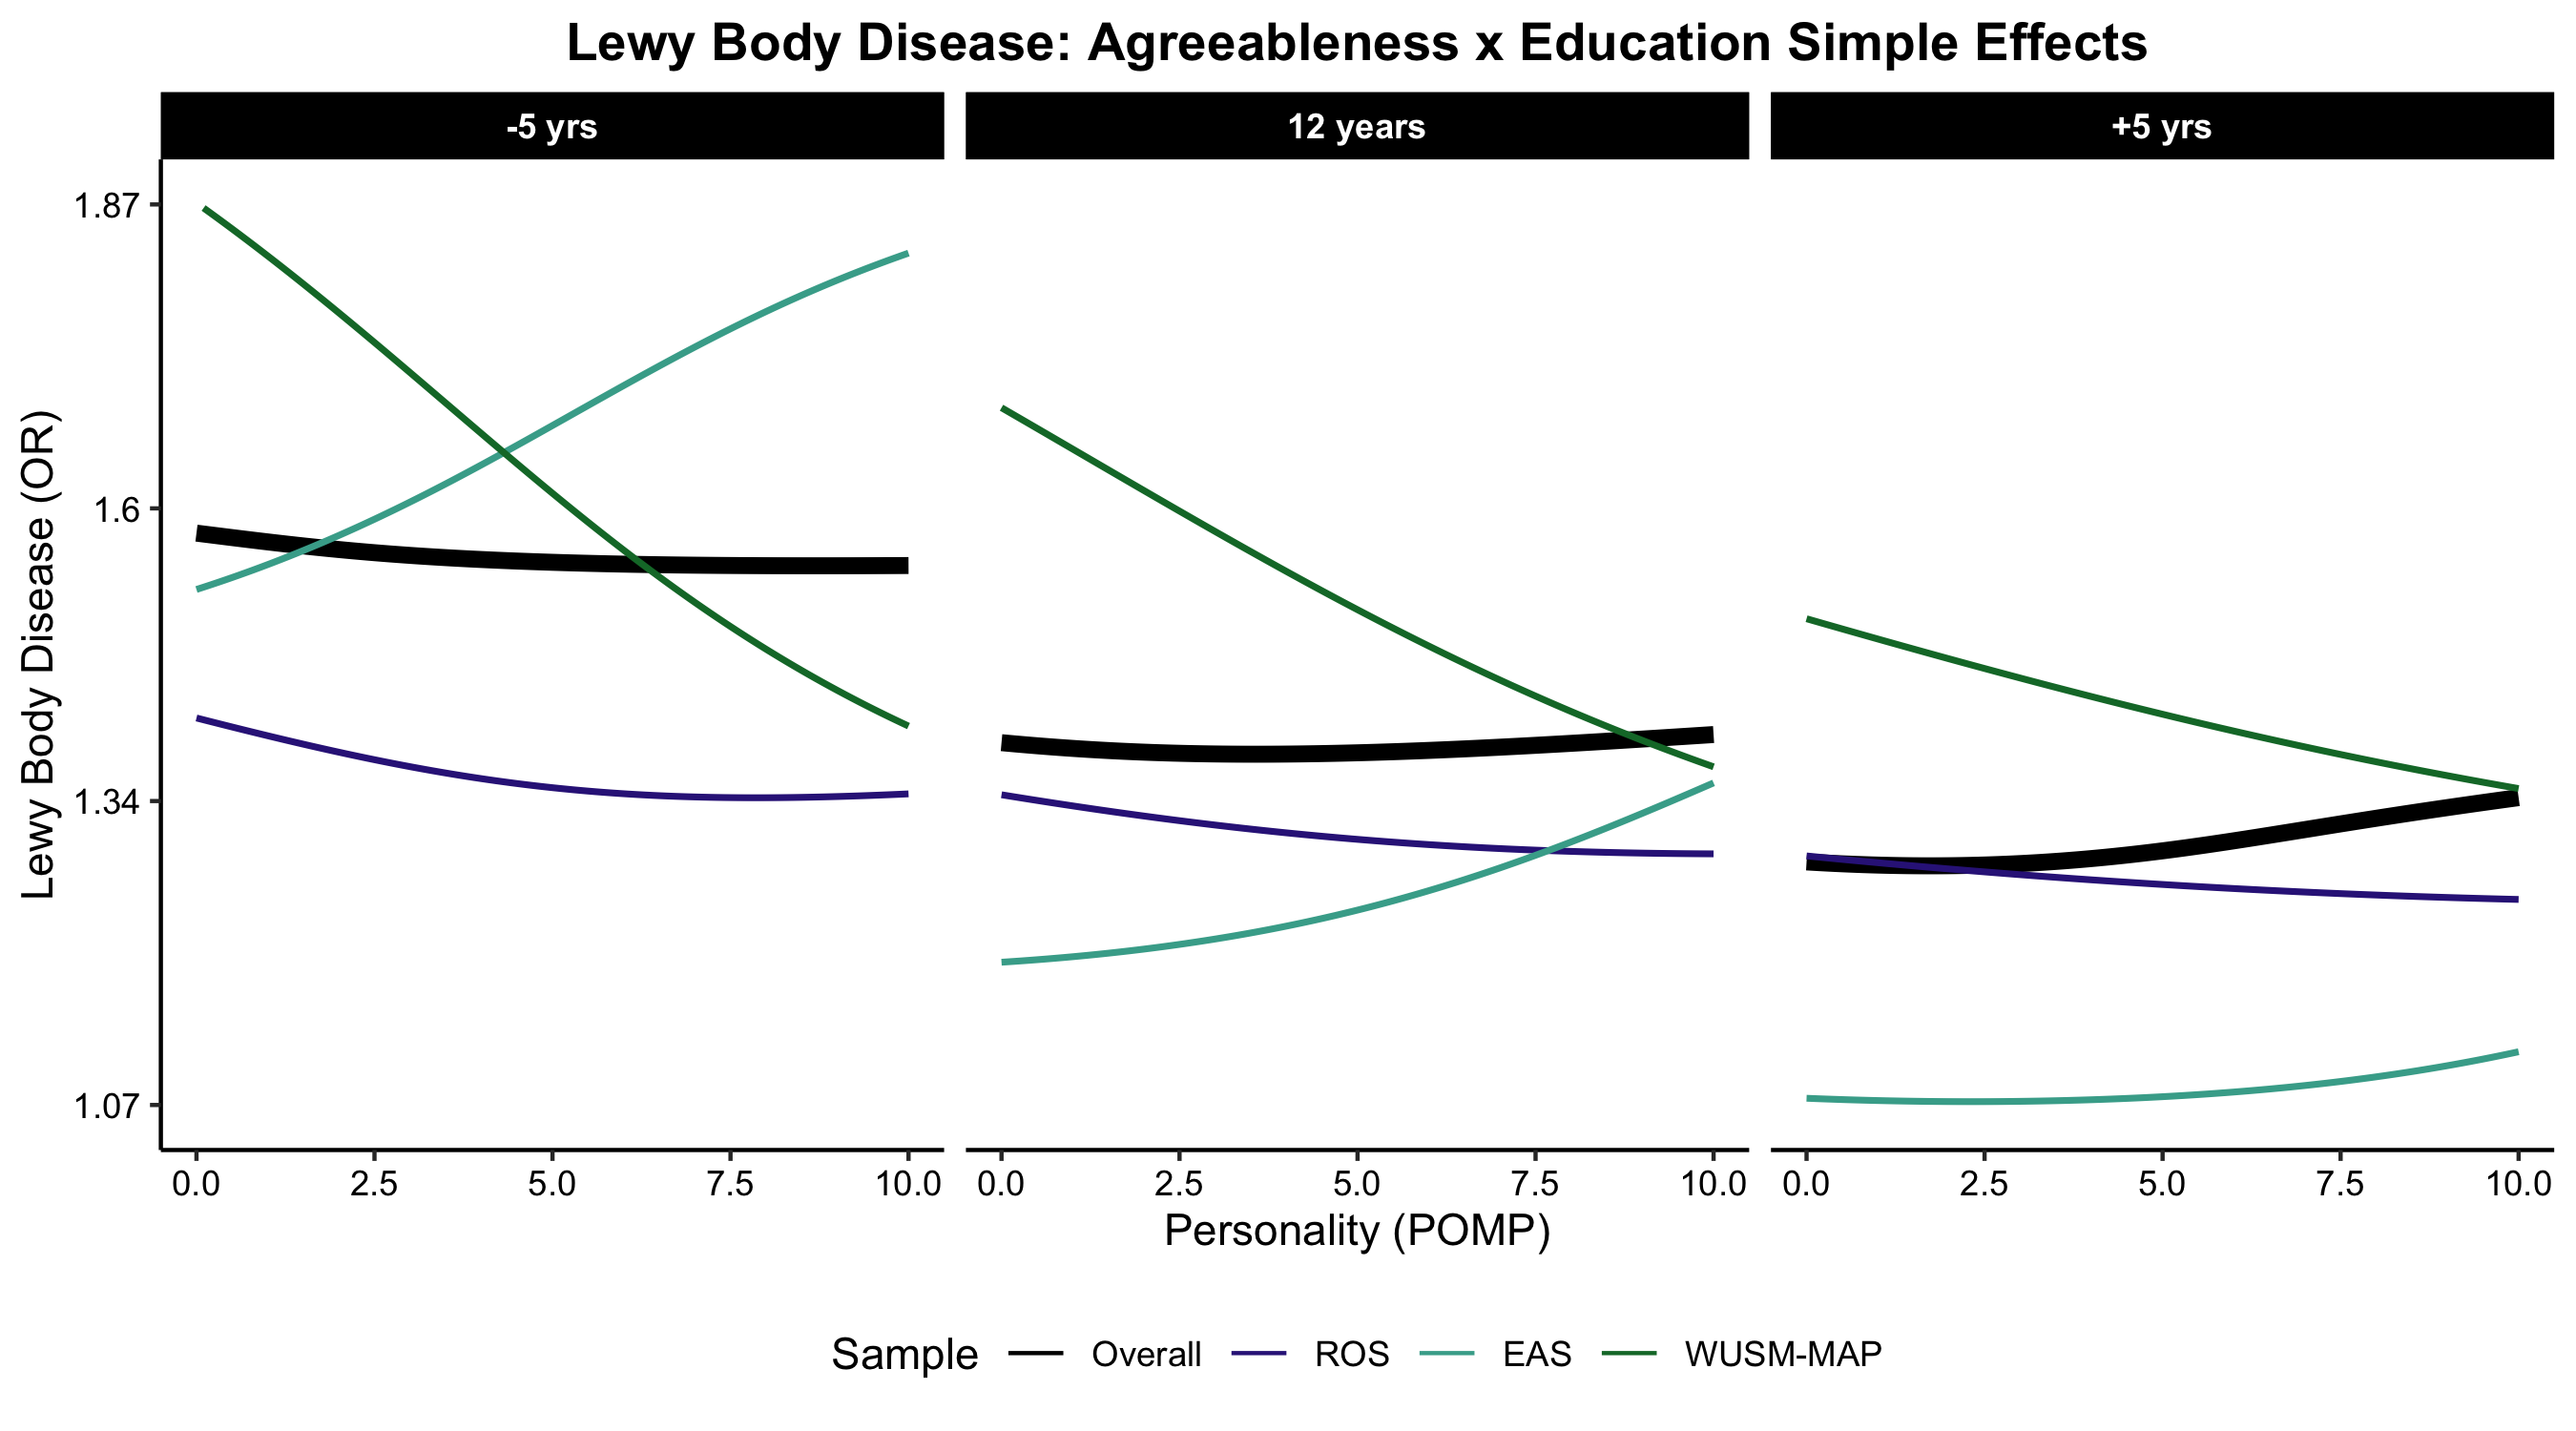 Lewy Body Disease: Agreeableness x Education Simple Effects
-5 yrs 12 years +5 yrs
Lewy Body Disease (OR)
1.87
1.6
1.34
1.07
0.0 2.5 5.0 7.5 10.0 0.0 2.5 5.0 7.5 10.0 0.0 2.5 5.0 7.5 10.0
Personality (POMP)
Sample Overall ROS EAS WUSM-MAP